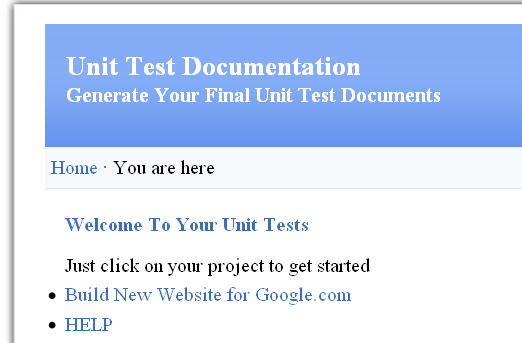 Unit Test Documentation
Generate Your Final Unit Test Documents
Home · You are here
Welcome To Your Unit Tests
Just click on your project to get started
• Build New Website for Google.com
• HELP